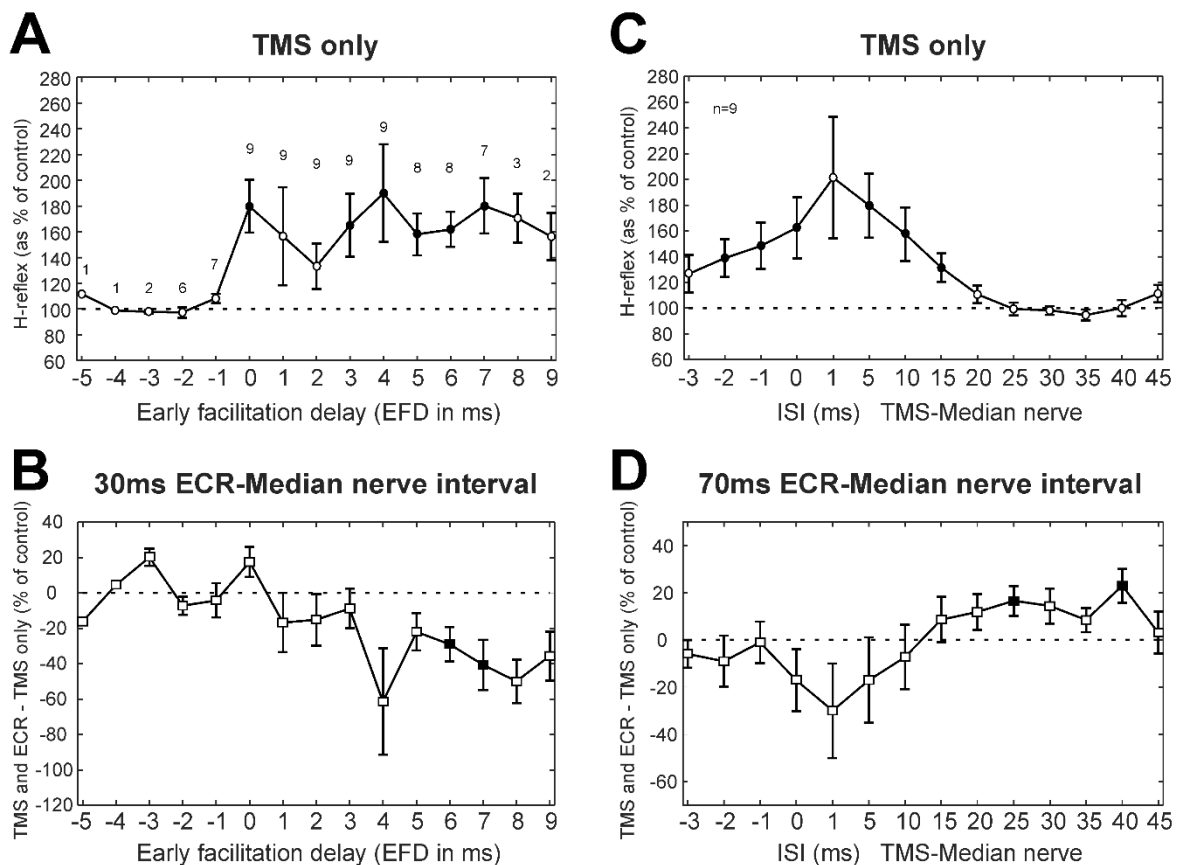 A
TMS only
H-reflex (as % of control)
280
260
240
220
200
180
160
140
120
100
80
60
1
1
2
6
7
9
9
9
9
9
8
8
7
3
2
-5 -4 -3 -2 -1 0 1 2 3 4 5 6 7 8 9
Early facilitation delay (EFD in ms)
C
TMS only
H-reflex (as % of control)
280
260
240
220
200
180
160
140
120
100
80
60
n=9
-3 -2 -1 0 1 5 10 15 20 25 30 35 40 45
ISI (ms) TMS-Median nerve
B
30ms ECR-Median nerve interval
TMS and ECR - TMS only (% of control)
40
20
0
-20
-40
-60
-80
-100
-120
-5 -4 -3 -2 -1 0 1 2 3 4 5 6 7 8 9
Early facilitation delay (EFD in ms)
D
70ms ECR-Median nerve interval
TMS and ECR - TMS only (% of control)
40
20
0
-20
-40
-60
-3 -2 -1 0 1 5 10 15 20 25 30 35 40 45
ISI (ms) TMS-Median nerve